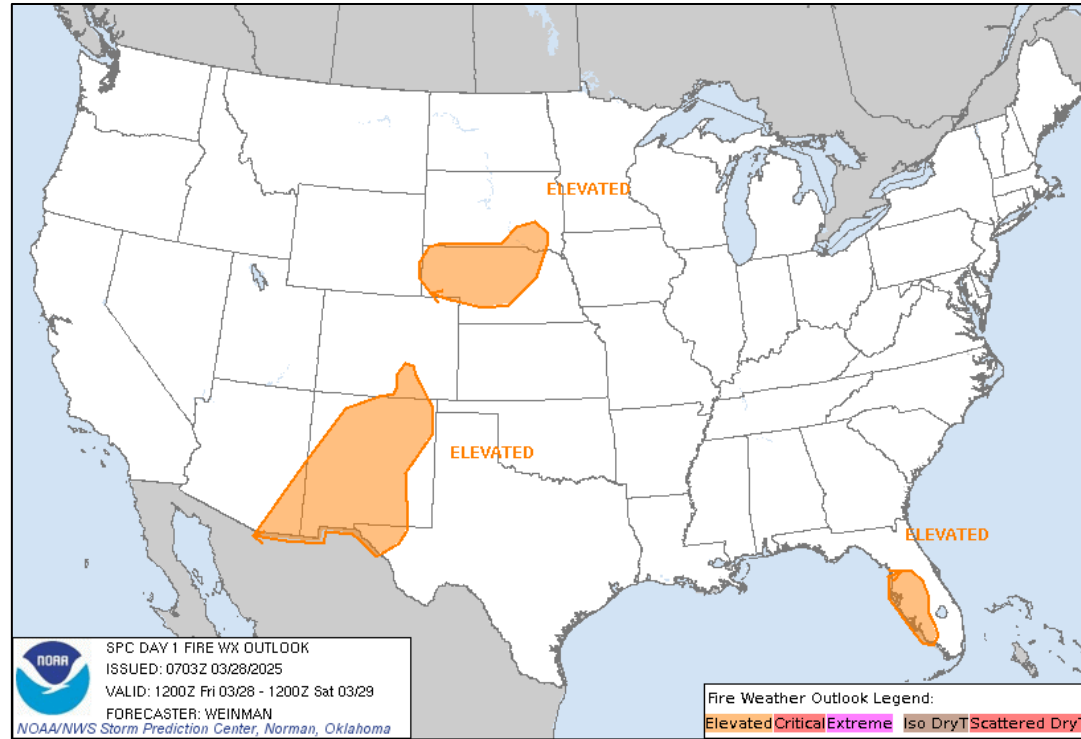 ELEVATED
ELEVATED
ELEVATED
NOAA
SPC DAY 1 FIRE WX OUTLOOK
ISSUED: 0703Z 03/28/2025
VALID: 1200Z Fri 03/28 - 1200Z Sat 03/29
FORECASTER: WEINMAN
NOAA/NWS Storm Prediction Center, Norman, Oklahoma
Fire Weather Outlook Legend:
Elevated Critical Extreme Iso DryT Scattered DryT